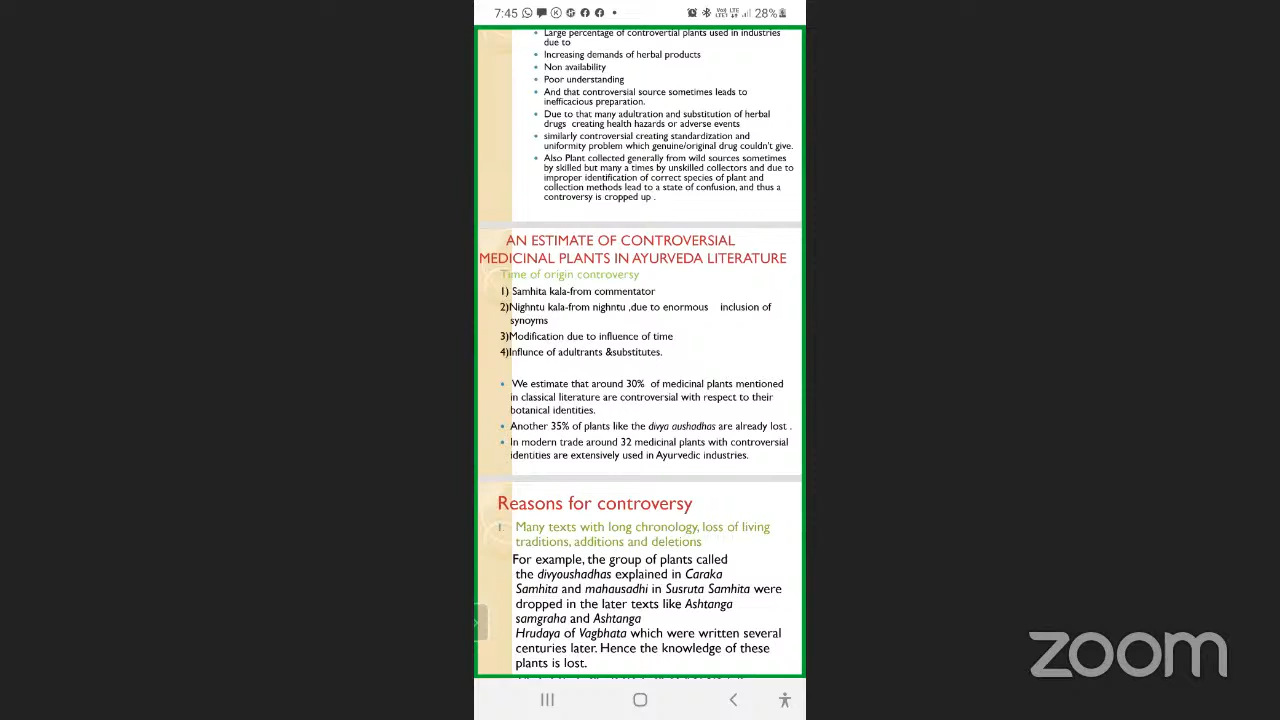 7:45
28%
Large percentage of controvertial plants used in industries
due to
Increasing demands of herbal products
Non availability
Poor understanding
And that controversial source sometimes leads to
inefficacious preparation.
Due to that many adultration and substitution of herbal
drugs creating health hazards or adverse events
similarly controversial creating standardization and
uniformity problem which genuine/original drug couldn't give.
Also Plant collected generally from wild sources sometimes
by skilled but many a times by unskilled collectors and due to
improper identification of correct species of plant and
collection methods lead to a state of confusion, and thus a
controversy is cropped up .
AN ESTIMATE OF CONTROVERSIAL
MEDICINAL PLANTS IN AYURVEDA LITERATURE
Time of origin controversy
1) Samhita kala-from commentator
2)Nighntu kala-from nighntu ,due to enormous inclusion of
synoyms
3)Modification due to influence of time
4)Influnce of adultrants &substitutes.
We estimate that around 30% of medicinal plants mentioned
in classical literature are controversial with respect to their
botanical identities.
Another 35% of plants like the divya aushadhas are already lost .
In modern trade around 32 medicinal plants with controversial
identities are extensively used in Ayurvedic industries.
Reasons for controversy
1. Many texts with long chronology, loss of living
traditions, additions and deletions
For example, the group of plants called
the divyoushadhas explained in Caraka
Samhita and mahausadhi in Susruta Samhita were
dropped in the later texts like Ashtanga
samgraha and Ashtanga
Hrudaya of Vagbhata which were written several
centuries later. Hence the knowledge of these
plants is lost.
zoom